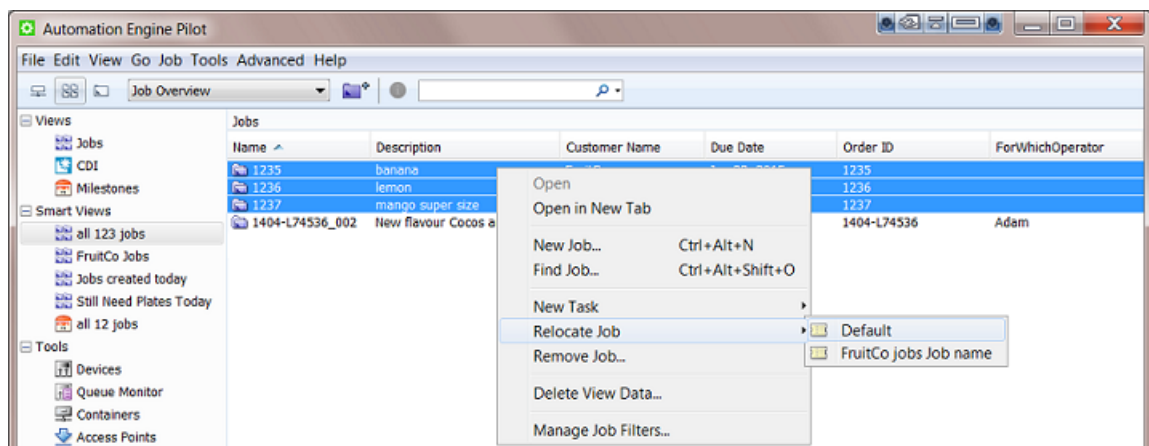 Automation Engine Pilot
File Edit View Go Job Tools Advanced Help
Job Overview
Views
Jobs
CDI
Milestones
Smart Views
all 123 jobs
FruitCo Jobs
Jobs created today
Still Need Plates Today
all 12 jobs
Tools
Devices
Queue Monitor
Containers
Access Points
Jobs
Name Description Customer Name Due Date Order ID ForWhichOperator
1235 banana 1235
1236 lemon 1236
1237 mango super size 1237
1404-L74536_002 New flavour Cocos a 1404-L74536 Adam
Open
Open in New Tab
New Job... Ctrl+Alt+N
Find Job... Ctrl+Alt+Shift+O
New Task
Relocate Job
Remove Job...
Delete View Data...
Manage Job Filters...
Default
FruitCo jobs Job name